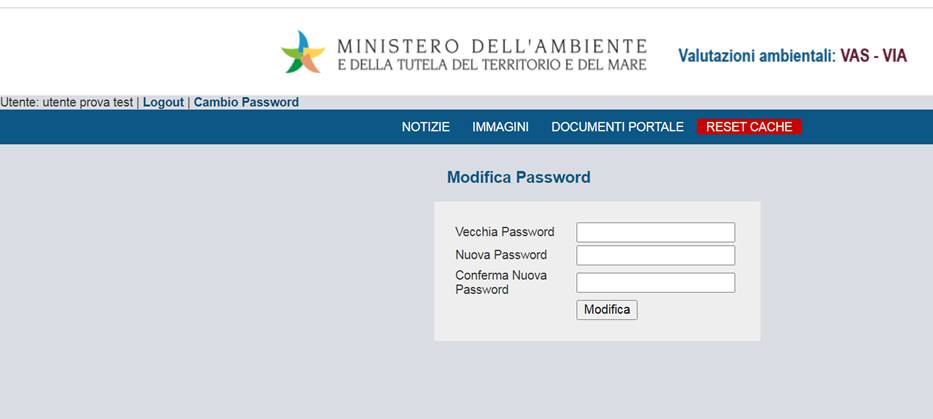 MINISTERO DELL'AMBIENTE
E DELLA TUTELA DEL TERRITORIO E DEL MARE
Valutazioni ambientali: VAS - VIA
Utente: utente prova test | Logout | Cambio Password
NOTIZIE IMMAGINI DOCUMENTI PORTALE RESET CACHE
Modifica Password
Vecchia Password
Nuova Password
Conferma Nuova
Password
Modifica